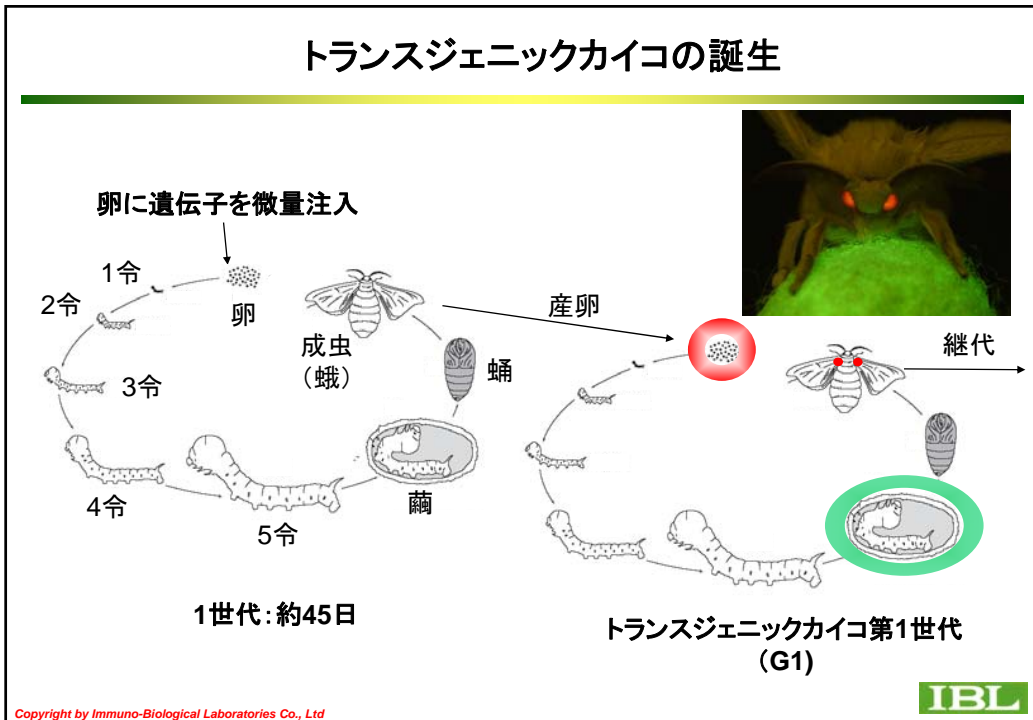 トランスジェニックカイコの誕生
卵に遺伝子を微量注入
1令
2令
3令
4令
5令
卵
成虫
（蛾）
蛹
繭
産卵
継代
1世代：約45日
トランスジェニックカイコ第1世代
（G1)
Copyright by Immuno-Biological Laboratories Co., Ltd
IBL